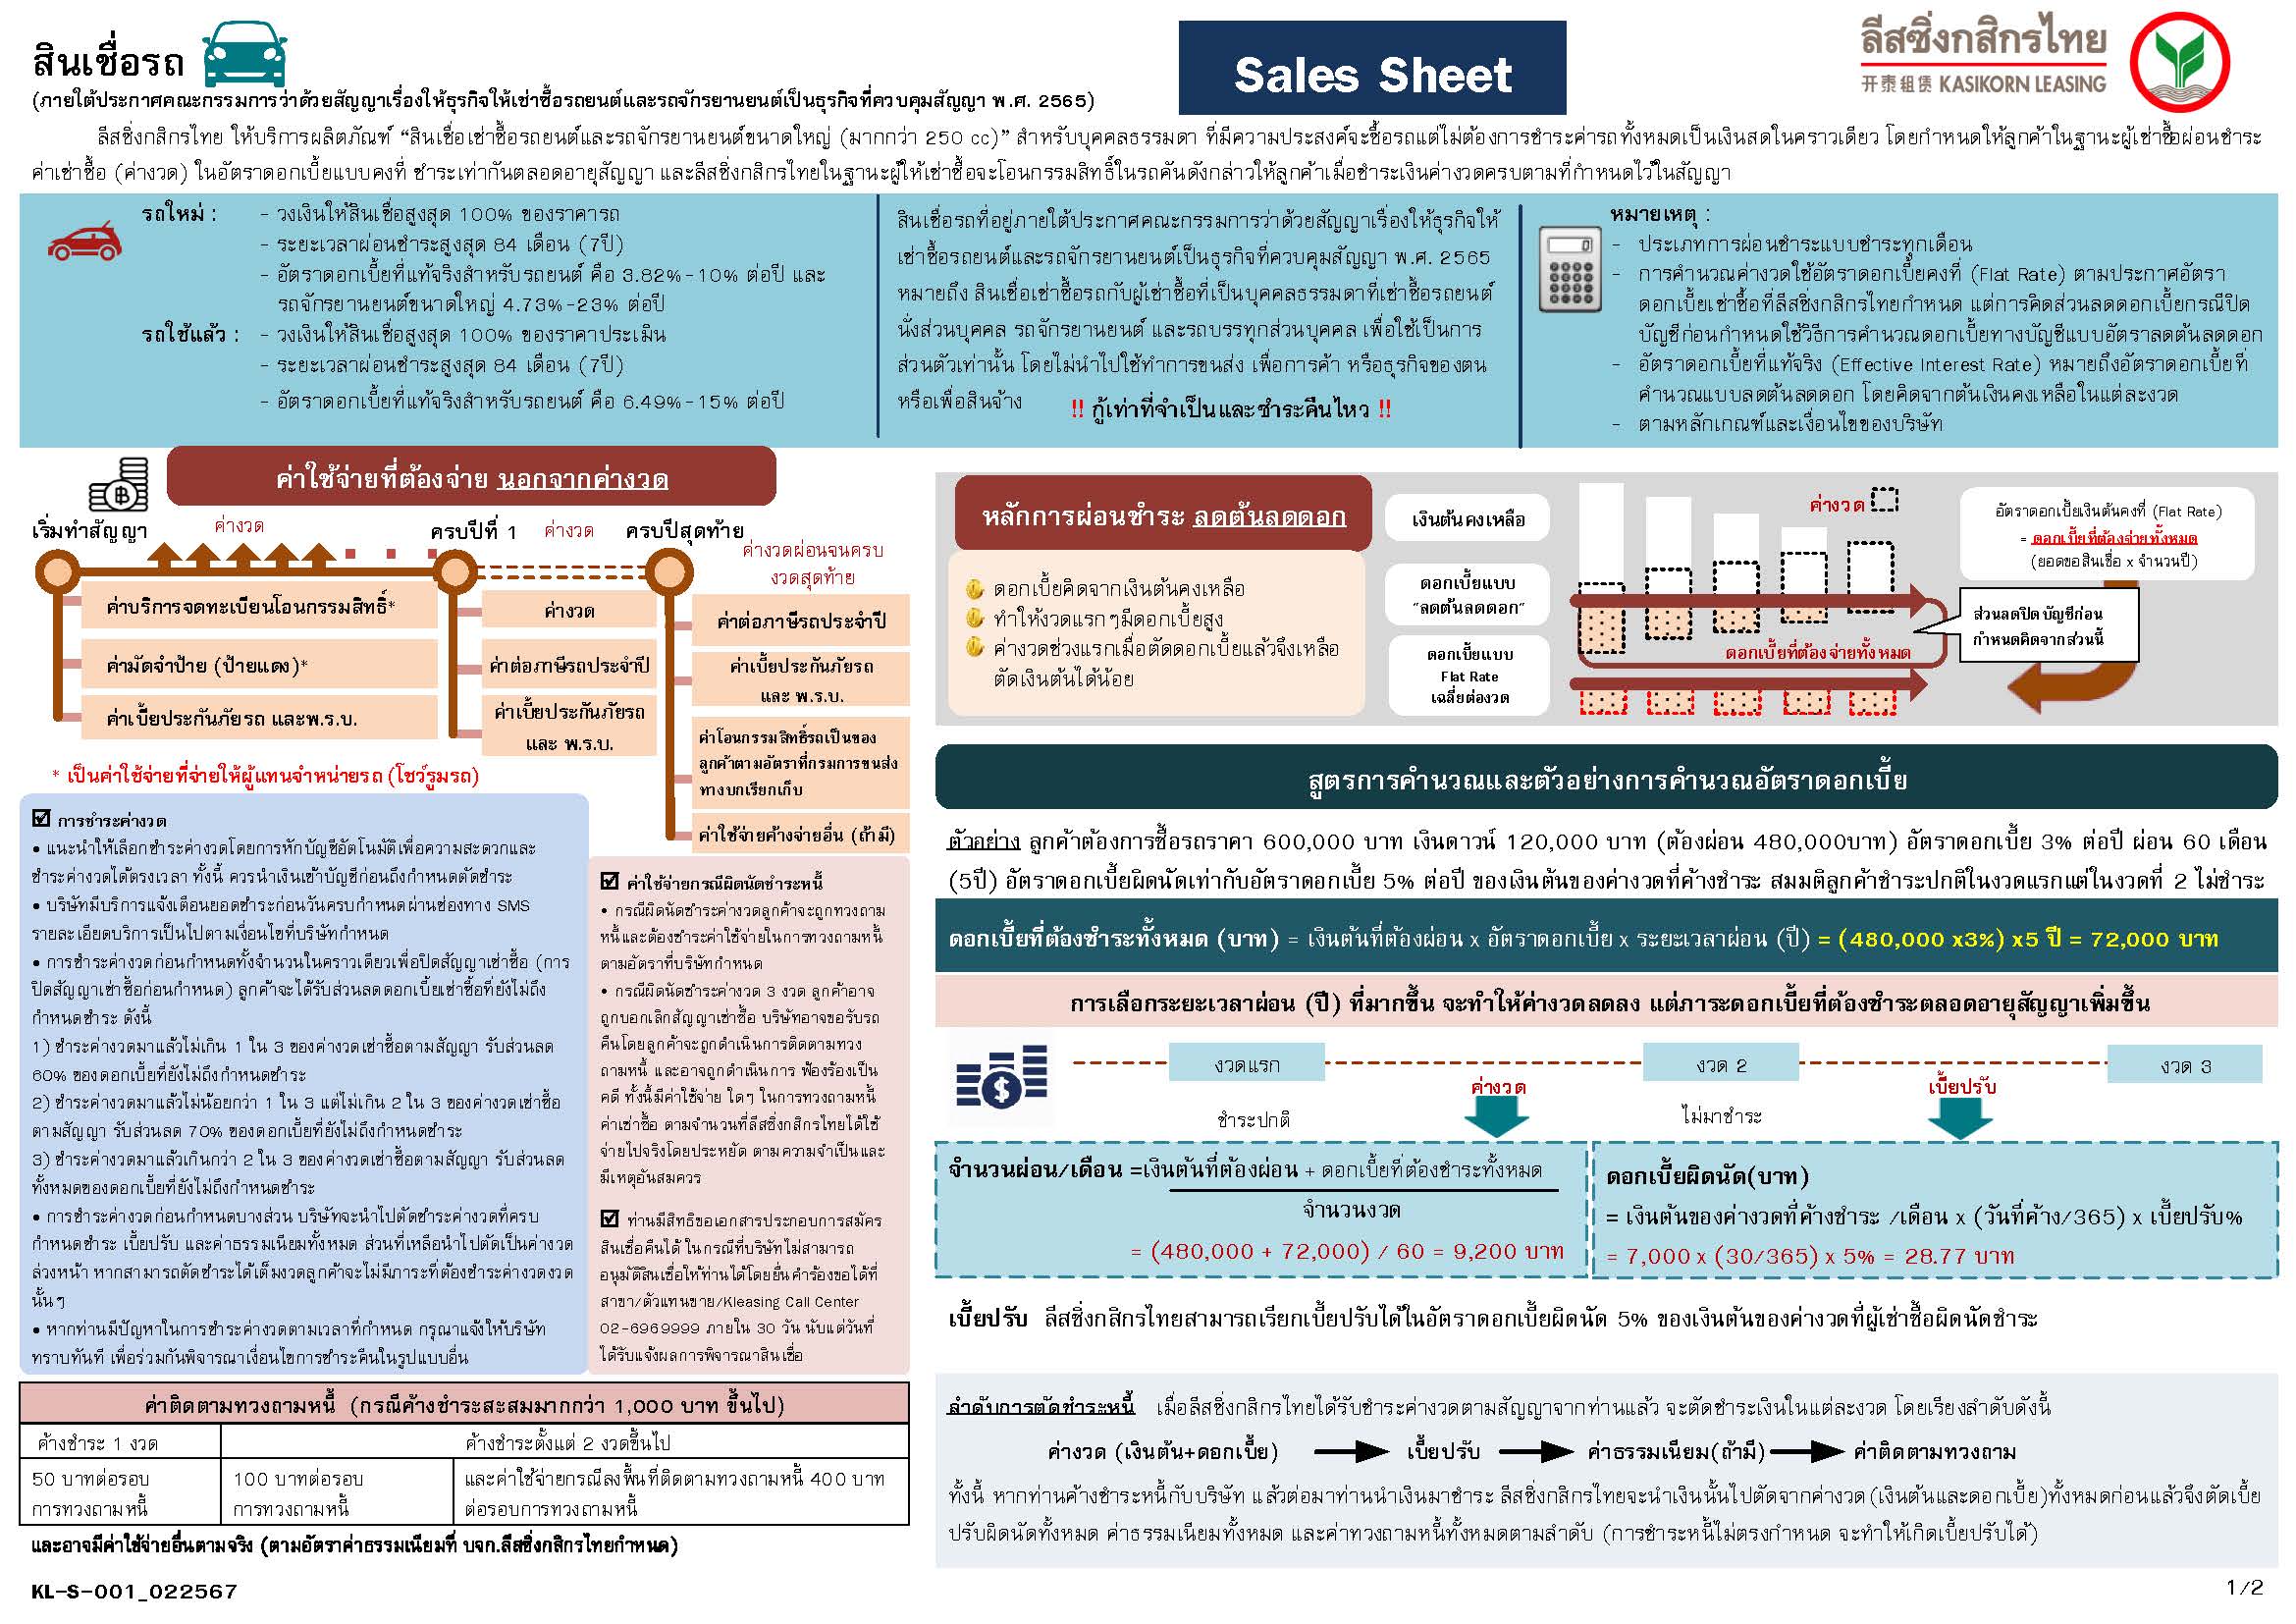 สินเชื่อรถ
Sales Sheet
ลีสซิ่งกสิกรไทย
开泰租赁 KASIKORN LEASING
(ภายใต้ประกาศคณะกรรมการว่าด้วยสัญญาเรื่องให้ธุรกิจให้เช่าซื้อรถยนต์และรถจักรยานยนต์เป็นธุรกิจที่ควบคุมสัญญา พ.ศ. 2565)
ลีสซิ่งกสิกรไทย ให้บริการผลิตภัณฑ์ “สินเชื่อเช่าซื้อรถยนต์และรถจักรยานยนต์ขนาดใหญ่ (มากกว่า 250 cc)” สำหรับบุคคลธรรมดา ที่มีความประสงค์จะซื้อรถแต่ไม่ต้องการชำระค่ารถทั้งหมดเป็นเงินสดในคราวเดียว โดยกำหนดให้ลูกค้าในฐานะผู้เช่าซื้อผ่อนชำระ
ค่าเช่าซื้อ (ค่างวด) ในอัตราดอกเบี้ยแบบคงที่ ชำระเท่ากันตลอดอายุสัญญา และลีสซิ่งกสิกรไทยในฐานะผู้ให้เช่าซื้อจะโอนกรรมสิทธิ์ในรถคันดังกล่าวให้ลูกค้าเมื่อชำระเงินค่างวดครบตามที่กำหนดไว้ในสัญญา
รถใหม่ : - วงเงินให้สินเชื่อสูงสุด 100% ของราคารถ
- ระยะเวลาผ่อนชำระสูงสุด 84 เดือน (7ปี)
- อัตราดอกเบี้ยที่แท้จริงสำหรับรถยนต์ คือ 3.82%-10% ต่อปี และ
รถจักรยานยนต์ขนาดใหญ่ 4.73%-23% ต่อปี
รถใช้แล้ว : - วงเงินให้สินเชื่อสูงสุด 100% ของราคาประเมิน
- ระยะเวลาผ่อนชำระสูงสุด 84 เดือน (7ปี)
- อัตราดอกเบี้ยที่แท้จริงสำหรับรถยนต์ คือ 6.49%-15% ต่อปี
สินเชื่อรถที่อยู่ภายใต้ประกาศคณะกรรมการว่าด้วยสัญญาเรื่องให้ธุรกิจให้
เช่าซื้อรถยนต์และรถจักรยานยนต์เป็นธุรกิจที่ควบคุมสัญญา พ.ศ. 2565
หมายถึง สินเชื่อเช่าซื้อรถกับผู้เช่าซื้อที่เป็นบุคคลธรรมดาที่เช่าซื้อรถยนต์
นั่งส่วนบุคคล รถจักรยานยนต์ และรถบรรทุกส่วนบุคคล เพื่อใช้เป็นการ
ส่วนตัวเท่านั้น โดยไม่นำไปใช้ทำการขนส่ง เพื่อการค้า หรือธุรกิจของตน
หรือเพื่อสินจ้าง !! กู้เท่าที่จำเป็นและชำระคืนไหว !!
หมายเหตุ :
- ประเภทการผ่อนชำระแบบชำระทุกเดือน
- การคำนวณค่างวดใช้อัตราดอกเบี้ยคงที่ (Flat Rate) ตามประกาศอัตรา
ดอกเบี้ยเช่าซื้อที่ลีสซิ่งกสิกรไทยกำหนด แต่การคิดส่วนลดดอกเบี้ยกรณีปิด
บัญชีก่อนกำหนดใช้วิธีการคำนวณดอกเบี้ยทางบัญชีแบบอัตราลดต้นลดดอก
- อัตราดอกเบี้ยที่แท้จริง (Effective Interest Rate) หมายถึงอัตราดอกเบี้ยที่
คำนวณแบบลดต้นลดดอก โดยคิดจากต้นเงินคงเหลือในแต่ละงวด
- ตามหลักเกณฑ์และเงื่อนไขของบริษัท
ค่าใช้จ่ายที่ต้องจ่าย นอกจากค่างวด
เริ่มทำสัญญา
ค่างวด
ครบปีที่ 1
ค่างวด
ครบปีสุดท้าย
ค่างวดผ่อนจนครบ
งวดสุดท้าย
ค่าบริการจดทะเบียนโอนกรรมสิทธิ์*
ค่ามัดจำป้าย (ป้ายแดง)*
ค่าเบี้ยประกันภัยรถ และพ.ร.บ.
ค่างวด
ค่าต่อภาษีรถประจำปี
ค่าเบี้ยประกันภัยรถ
และ พ.ร.บ.
ค่าต่อภาษีรถประจำปี
ค่าเบี้ยประกันภัยรถ
และ พ.ร.บ.
ค่าโอนกรรมสิทธิ์รถเป็นของ
ลูกค้าตามอัตราที่กรมการขนส่ง
ทางบกเรียกเก็บ
ค่าใช้จ่ายค้างจ่ายอื่น (ถ้ามี)
* เป็นค่าใช้จ่ายที่จ่ายให้ผู้แทนจำหน่ายรถ (โชว์รูมรถ)
☑ การชำระค่างวด
• แนะนำให้เลือกชำระค่างวดโดยการหักบัญชีอัตโนมัติเพื่อความสะดวกและ
ชำระค่างวดได้ตรงเวลา ทั้งนี้ ควรนำเงินเข้าบัญชีก่อนถึงกำหนดตัดชำระ
• บริษัทมีบริการแจ้งเตือนยอดชำระก่อนวันครบกำหนดผ่านช่องทาง SMS
รายละเอียดบริการเป็นไปตามเงื่อนไขที่บริษัทกำหนด
• การชำระค่างวดก่อนกำหนดทั้งจำนวนในคราวเดียวเพื่อปิดสัญญาเช่าซื้อ (การ
ปิดสัญญาเช่าซื้อก่อนกำหนด) ลูกค้าจะได้รับส่วนลดดอกเบี้ยเช่าซื้อที่ยังไม่ถึง
กำหนดชำระ ดังนี้
1) ชำระค่างวดมาแล้วไม่เกิน 1 ใน 3 ของค่างวดเช่าซื้อตามสัญญา รับส่วนลด
60% ของดอกเบี้ยที่ยังไม่ถึงกำหนดชำระ
2) ชำระค่างวดมาแล้วไม่น้อยกว่า 1 ใน 3 แต่ไม่เกิน 2 ใน 3 ของค่างวดเช่าซื้อ
ตามสัญญา รับส่วนลด 70% ของดอกเบี้ยที่ยังไม่ถึงกำหนดชำระ
3) ชำระค่างวดมาแล้วเกินกว่า 2 ใน 3 ของค่างวดเช่าซื้อตามสัญญา รับส่วนลด
ทั้งหมดของดอกเบี้ยที่ยังไม่ถึงกำหนดชำระ
• การชำระค่างวดก่อนกำหนดบางส่วน บริษัทจะนำไปตัดชำระค่างวดที่ครบ
กำหนดชำระ เบี้ยปรับ และค่าธรรมเนียมทั้งหมด ส่วนที่เหลือนำไปตัดเป็นค่างวด
ล่วงหน้า หากสามารถตัดชำระได้เต็มงวดลูกค้าจะไม่มีภาระที่ต้องชำระค่างวดงวด
นั้นๆ
• หากท่านมีปัญหาในการชำระค่างวดตามเวลาที่กำหนด กรุณาแจ้งให้บริษัท
ทราบทันที เพื่อร่วมกันพิจารณาเงื่อนไขการชำระคืนในรูปแบบอื่น
☑ ค่าใช้จ่ายกรณีผิดนัดชำระหนี้
• กรณีผิดนัดชำระค่างวดลูกค้าจะถูกทวงถาม
หนี้และต้องชำระค่าใช้จ่ายในการทวงถามหนี้
ตามอัตราที่บริษัทกำหนด
• กรณีผิดนัดชำระค่างวด 3 งวด ลูกค้าอาจ
ถูกบอกเลิกสัญญาเช่าซื้อ บริษัทอาจขอรับรถ
คืนโดยลูกค้าจะถูกดำเนินการติดตามทวง
ถามหนี้ และอาจถูกดำเนินการ ฟ้องร้องเป็น
คดี ทั้งนี้มีค่าใช้จ่าย ใดๆ ในการทวงถามหนี้
ค่าเช่าซื้อ ตามจำนวนที่ลีสซิ่งกสิกรไทยได้ใช้
จ่ายไปจริงโดยประหยัด ตามความจำเป็นและ
มีเหตุอันสมควร
☑ ท่านมีสิทธิขอเอกสารประกอบการสมัคร
สินเชื่อคืนได้ ในกรณีที่บริษัทไม่สามารถ
อนุมัติสินเชื่อให้ท่านได้โดยยื่นคำร้องขอได้ที่
สาขา/ตัวแทนขาย/Kleasing Call Center
02-6969999 ภายใน 30 วัน นับแต่วันที่
ได้รับแจ้งผลการพิจารณาสินเชื่อ
ค่าติดตามทวงถามหนี้ (กรณีค้างชำระสะสมมากกว่า 1,000 บาท ขึ้นไป)
ค้างชำระ 1 งวด
ค้างชำระตั้งแต่ 2 งวดขึ้นไป
50 บาทต่อรอบ
การทวงถามหนี้
100 บาทต่อรอบ
การทวงถามหนี้
และค่าใช้จ่ายกรณีลงพื้นที่ติดตามทวงถามหนี้ 400 บาท
ต่อรอบการทวงถามหนี้
และอาจมีค่าใช้จ่ายอื่นตามจริง (ตามอัตราค่าธรรมเนียมที่ บจก.ลีสซิ่งกสิกรไทยกำหนด)
KL-S-001_022567
หลักการผ่อนชำระ ลดต้นลดดอก
ดอกเบี้ยคิดจากเงินต้นคงเหลือ
ทำให้งวดแรกๆมีดอกเบี้ยสูง
ค่างวดช่วงแรกเมื่อตัดดอกเบี้ยแล้วจึงเหลือ
ตัดเงินต้นได้น้อย
เงินต้นคงเหลือ
ดอกเบี้ยแบบ
“ลดต้นลดดอก”
ดอกเบี้ยแบบ
Flat Rate
เฉลี่ยต่องวด
ค่างวด
ดอกเบี้ยที่ต้องจ่ายทั้งหมด
อัตราดอกเบี้ยเงินต้นคงที่ (Flat Rate)
= ดอกเบี้ยที่ต้องจ่ายทั้งหมด
(ยอดขอสินเชื่อ x จำนวนปี)
ส่วนลดปิดบัญชีก่อน
กำหนดคิดจากส่วนนี้
สูตรการคำนวณและตัวอย่างการคำนวณอัตราดอกเบี้ย
ตัวอย่าง ลูกค้าต้องการซื้อรถราคา 600,000 บาท เงินดาวน์ 120,000 บาท (ต้องผ่อน 480,000บาท) อัตราดอกเบี้ย 3% ต่อปี ผ่อน 60 เดือน
(5ปี) อัตราดอกเบี้ยผิดนัดเท่ากับอัตราดอกเบี้ย 5% ต่อปี ของเงินต้นของค่างวดที่ค้างชำระ สมมติลูกค้าชำระปกติในงวดแรกแต่ในงวดที่ 2 ไม่ชำระ
ดอกเบี้ยที่ต้องชำระทั้งหมด (บาท) = เงินต้นที่ต้องผ่อน x อัตราดอกเบี้ย x ระยะเวลาผ่อน (ปี) = (480,000 x3%) x5 ปี = 72,000 บาท
การเลือกระยะเวลาผ่อน (ปี) ที่มากขึ้น จะทำให้ค่างวดลดลง แต่ภาระดอกเบี้ยที่ต้องชำระตลอดอายุสัญญาเพิ่มขึ้น
งวดแรก
งวด 2
งวด 3
ค่างวด
เบี้ยปรับ
ชำระปกติ
ไม่มาชำระ
จำนวนผ่อน/เดือน =เงินต้นที่ต้องผ่อน + ดอกเบี้ยที่ต้องชำระทั้งหมด
จำนวนงวด
= (480,000 + 72,000) / 60 = 9,200 บาท
ดอกเบี้ยผิดนัด(บาท)
= เงินต้นของค่างวดที่ค้างชำระ /เดือน x (วันที่ค้าง/365) x เบี้ยปรับ%
= 7,000 x (30/365) x 5% = 28.77 บาท
เบี้ยปรับ ลีสซิ่งกสิกรไทยสามารถเรียกเบี้ยปรับได้ในอัตราดอกเบี้ยผิดนัด 5% ของเงินต้นของค่างวดที่ผู้เช่าซื้อผิดนัดชำระ
ลำดับการตัดชำระหนี้ เมื่อลีสซิ่งกสิกรไทยได้รับชำระค่างวดตามสัญญาจากท่านแล้ว จะตัดชำระเงินในแต่ละงวด โดยเรียงลำดับดังนี้
ค่างวด (เงินต้น+ดอกเบี้ย) เบี้ยปรับ ค่าธรรมเนียม(ถ้ามี) ค่าติดตามทวงถาม
ทั้งนี้ หากท่านค้างชำระหนี้กับบริษัท แล้วต่อมาท่านนำเงินมาชำระ ลีสซิ่งกสิกรไทยจะนำเงินนั้นไปตัดจากค่างวด(เงินต้นและดอกเบี้ย)ทั้งหมดก่อนแล้วจึงตัดเบี้ย
ปรับผิดนัดทั้งหมด ค่าธรรมเนียมทั้งหมด และค่าทวงถามหนี้ทั้งหมดตามลำดับ (การชำระหนี้ไม่ตรงกำหนด จะทำให้เกิดเบี้ยปรับได้)
1/2